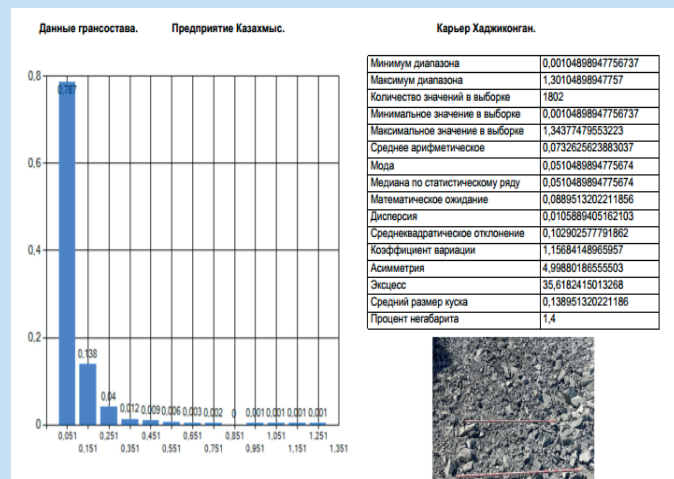 Данные грансостава. Предприятие Казахмыс. Карьер Хаджиконган.
0,8
0,6
0,4
0,2
0
0,787
0,138
0,04
0,012
0,009
0,006
0,003
0,002
0
0,001
0,001
0,001
0,001
0,051 0,251 0,451 0,651 0,851 1,051 1,251
0,151 0,351 0,551 0,751 0,951 1,151 1,351
Минимум диапазона 0,00104898947756737
Максимум диапазона 1,30104898947757
Количество значений в выборке 1802
Минимальное значение в выборке 0,00104898947756737
Максимальное значение в выборке 1,34377479553223
Среднее арифметическое 0,0732625623883037
Мода 0,0510489894775674
Медиана по статистическому ряду 0,0510489894775674
Математическое ожидание 0,0889513202211856
Дисперсия 0,0105889405162103
Среднеквадратическое отклонение 0,102902577791862
Коэффициент вариации 1,15684148965957
Асимметрия 4,99880186555503
Эксцесс 35,6182415013268
Средний размер куска 0,138951320221186
Процент негабарита 1,4